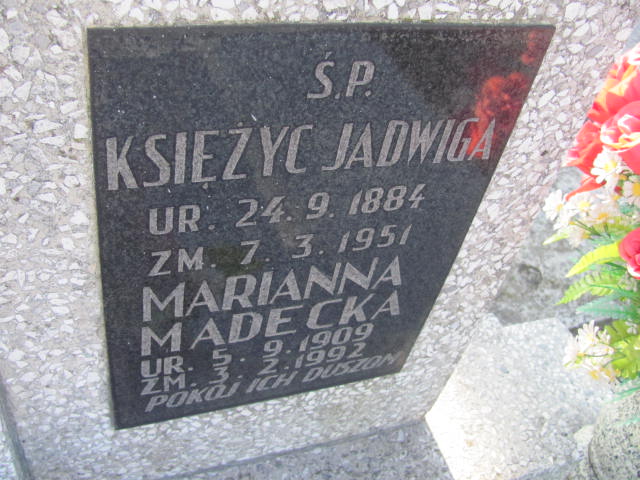 Ś.P.
KSIĘŻYC JADWIGA
UR. 24.9.1884
ZM. 7.3.1951
MARIANNA
MADECKA
UR. 5.9.1909
ZM. 3.2.1992
POKÓJ ICH DUSZOM